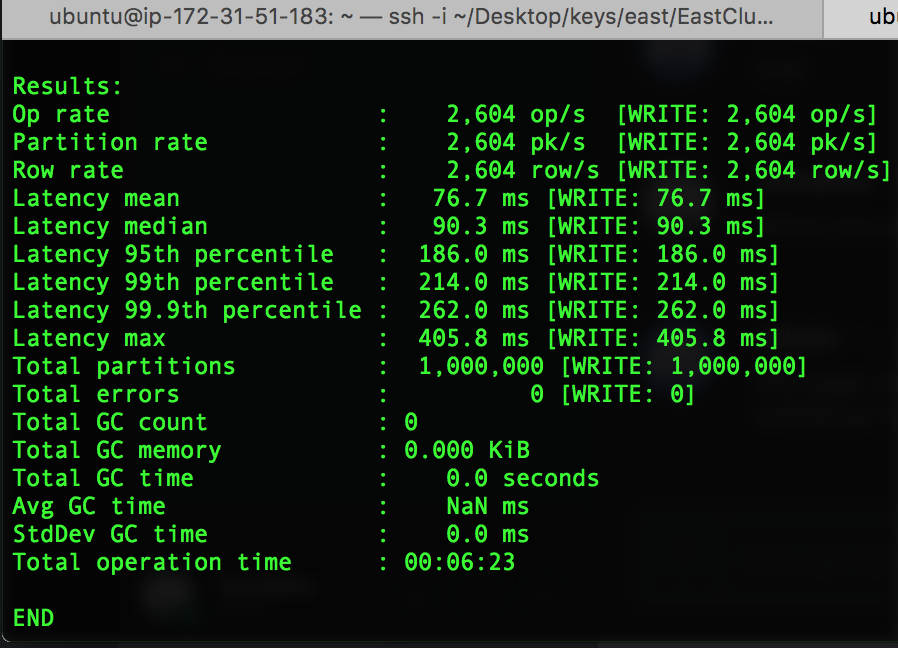 ubuntu@ip-172-31-51-183: ~ — ssh -i ~/Desktop/keys/east/EastClu... ub
Results:
Op rate : 2,604 op/s [WRITE: 2,604 op/s]
Partition rate : 2,604 pk/s [WRITE: 2,604 pk/s]
Row rate : 2,604 row/s [WRITE: 2,604 row/s]
Latency mean : 76.7 ms [WRITE: 76.7 ms]
Latency median : 90.3 ms [WRITE: 90.3 ms]
Latency 95th percentile : 186.0 ms [WRITE: 186.0 ms]
Latency 99th percentile : 214.0 ms [WRITE: 214.0 ms]
Latency 99.9th percentile : 262.0 ms [WRITE: 262.0 ms]
Latency max : 405.8 ms [WRITE: 405.8 ms]
Total partitions : 1,000,000 [WRITE: 1,000,000]
Total errors : 0 [WRITE: 0]
Total GC count : 0
Total GC memory : 0.000 KiB
Total GC time : 0.0 seconds
Avg GC time : NaN ms
StdDev GC time : 0.0 ms
Total operation time : 00:06:23
END